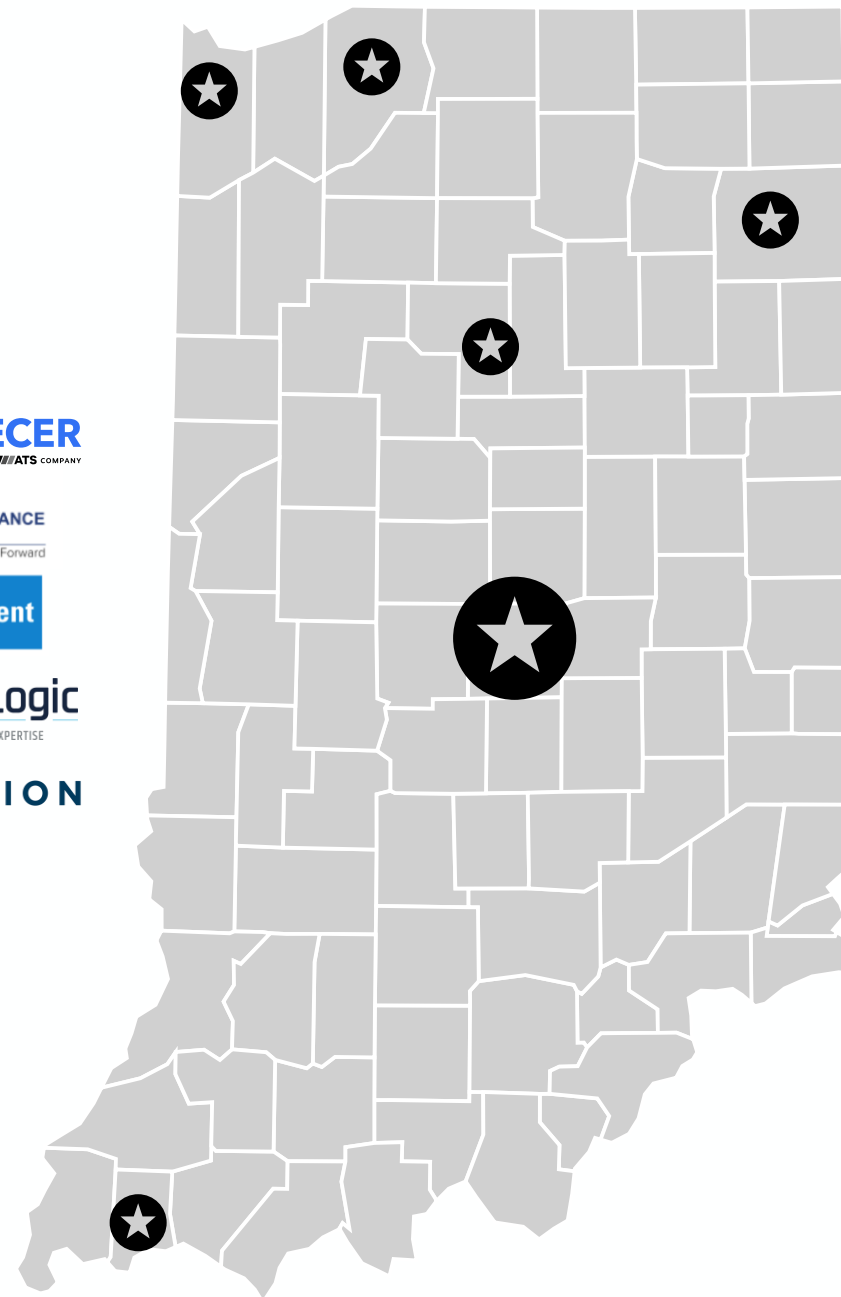 ECER
ATS COMPANY
ANCE
Forward
ent
Logic
XPERTISE
ION